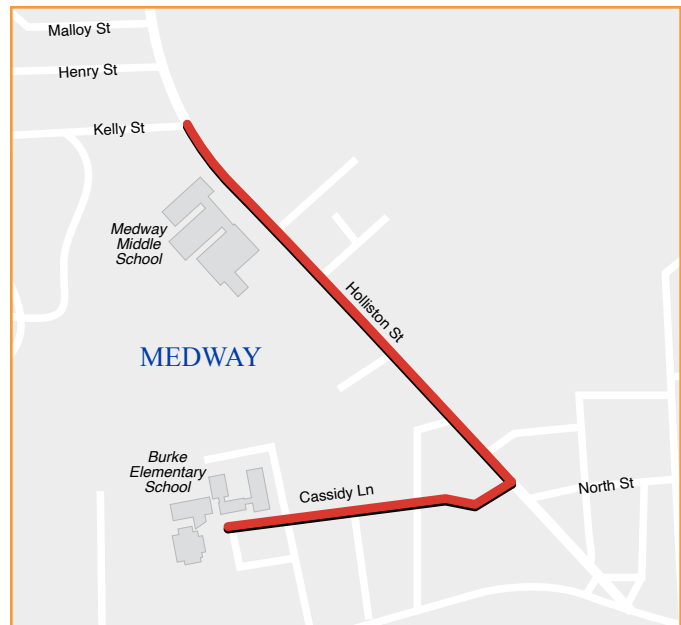 Malloy St
Henry St
Kelly St
Medway
Middle
School
Holliston St
MEDWAY
Burke
Elementary
School
Cassidy Ln
North St